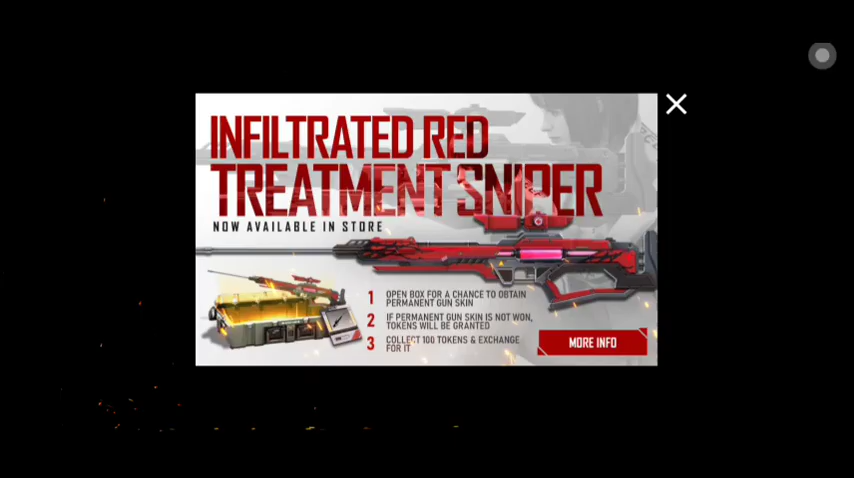 INFILTRATED RED
TREATMENT SNIPER
NOW AVAILABLE IN STORE
1 OPEN BOX FOR A CHANCE TO OBTAIN
PERMANENT GUN SKIN
2 IF PERMANENT GUN SKIN IS NOT WON,
TOKENS WILL BE GRANTED
3 COLLECT 100 TOKENS & EXCHANGE
FOR IT
MORE INFO